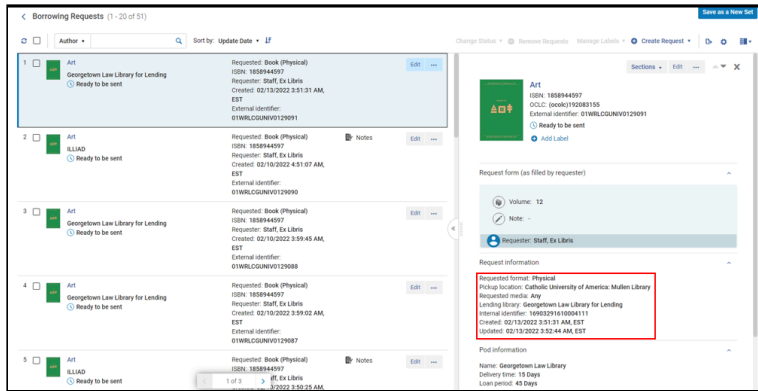 Save as a New Set
Borrowing Requests (1 - 20 of 51)
Author
Sort by: Update Date
Change Status
Remove Requests
Manage Labels
Create Request
1
Art
Georgetown Law Library for Lending
Ready to be sent
Requested: Book (Physical)
ISBN: 1858944597
Requester: Staff, Ex Libris
Created: 02/13/2022 3:51:31 AM,
EST
External identifier:
01WRLCGUNIV0129091
Edit
2
Art
ILLIAD
Ready to be sent
Requested: Book (Physical)
ISBN: 1858944597
Requester: Staff, Ex Libris
Created: 02/10/2022 4:51:07 AM,
EST
External identifier:
01WRLCGUNIV0129090
Notes
Edit
3
Art
Georgetown Law Library for Lending
Ready to be sent
Requested: Book (Physical)
ISBN: 1858944597
Requester: Staff, Ex Libris
Created: 02/10/2022 3:59:45 AM,
EST
External identifier:
01WRLCGUNIV0129088
Edit
4
Art
Georgetown Law Library for Lending
Ready to be sent
Requested: Book (Physical)
ISBN: 1858944597
Requester: Staff, Ex Libris
Created: 02/10/2022 3:59:02 AM,
EST
External identifier:
01WRLCGUNIV0129087
Edit
5
Art
ILLIAD
Ready to be sent
Requested: Book (Physical)
ISBN: 1858944597
ff, Ex Libris
/2022 3:50:25 AM,
Notes
Edit
1 of 3
Sections
Edit
Art
ISBN: 1858944597
OCLC: (ocolc)192083155
External identifier: 01WRLCGUNIV0129091
Ready to be sent
Add Label
Request form (as filled by requester)
Volume: 12
Note: -
Requester: Staff, Ex Libris
Request information
Requested format: Physical
Pickup location: Catholic University of America: Mullen Library
Requested media: Any
Lending library: Georgetown Law Library for Lending
Internal identifier: 16903291610004111
Created: 02/13/2022 3:51:31 AM, EST
Updated: 02/13/2022 3:52:44 AM, EST
Pod information
Name: Georgetown Law Library
Delivery time: 15 Days
Loan period: 45 Days